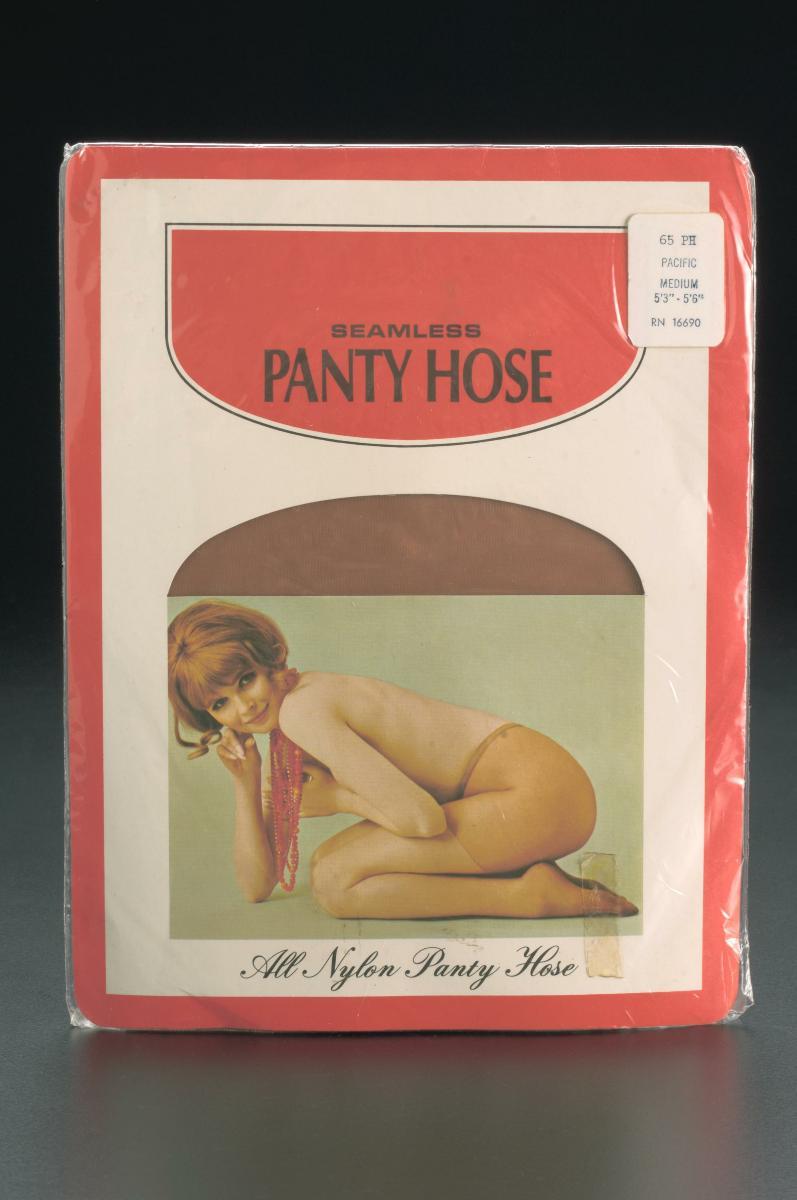 65 PH
PACIFIC
MEDIUM
5'3" - 5'6"
RN 16690
SEAMLESS
PANTY HOSE
All Nylon Panty Hose